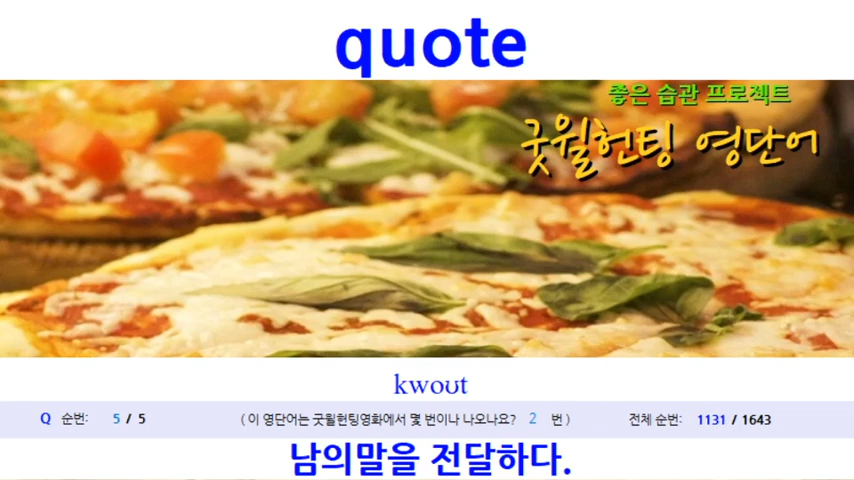 quote
좋은 습관 프로젝트
굿윌헌팅 영단어
kwoʊt
Q 순번: 5 / 5 ( 이 영단어는 굿윌헌팅영화에서 몇 번이나 나오나요? 2 번 ) 전체 순번: 1131 / 1643
남의말을 전달하다.